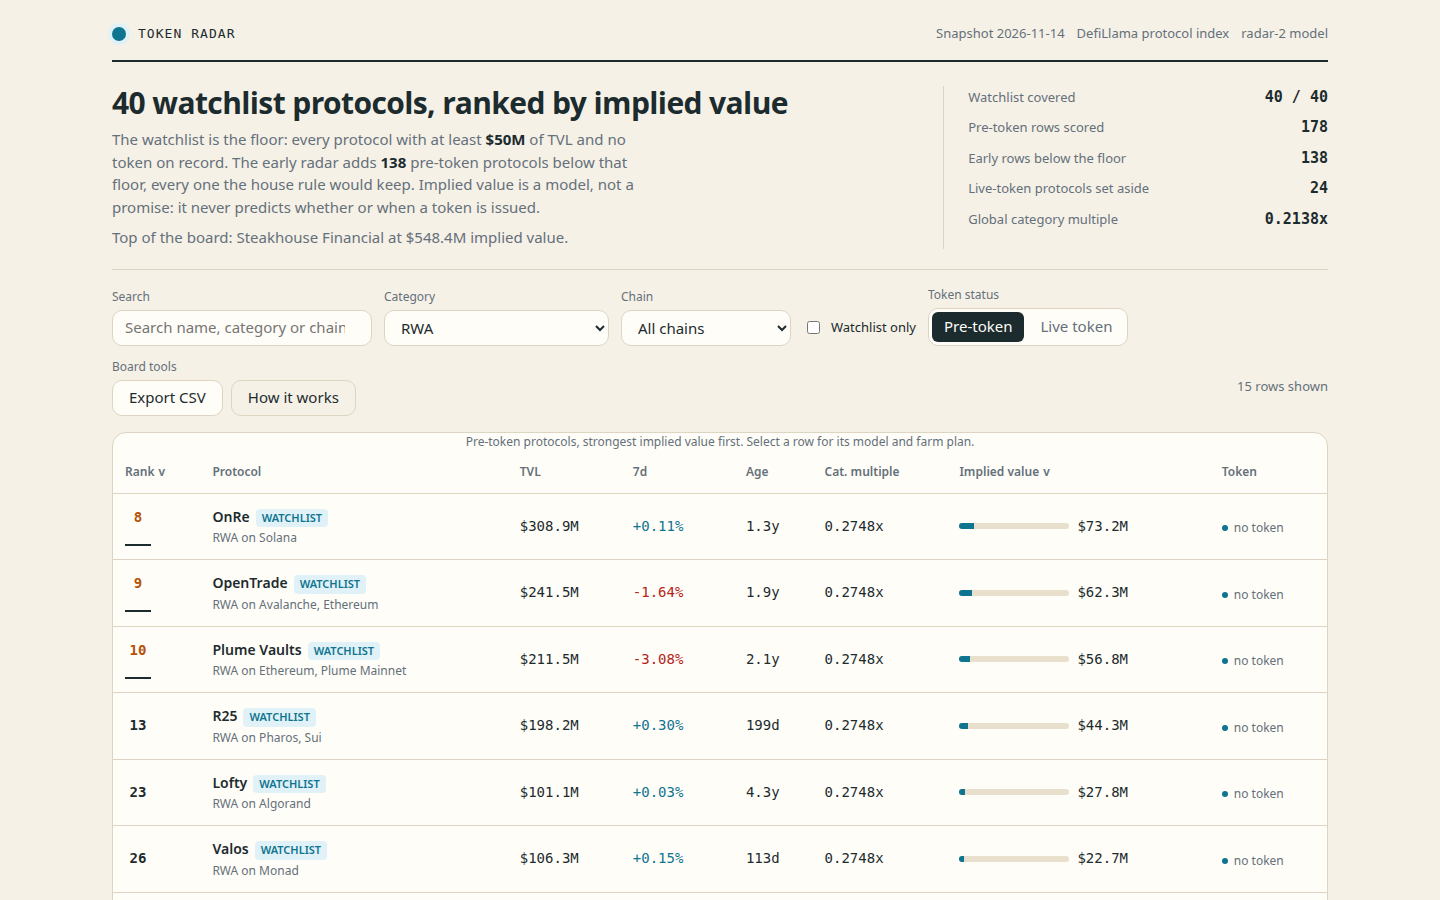 TOKEN RADAR
Snapshot 2026-11-14 DefiLlama protocol index radar-2 model
40 watchlist protocols, ranked by implied value
The watchlist is the floor: every protocol with at least $50M of TVL and no
token on record. The early radar adds 138 pre-token protocols below that
floor, every one the house rule would keep. Implied value is a model, not a
promise: it never predicts whether or when a token is issued.
Top of the board: Steakhouse Financial at $548.4M implied value.
Watchlist covered 40 / 40
Pre-token rows scored 178
Early rows below the floor 138
Live-token protocols set aside 24
Global category multiple 0.2138x
Search Category Chain Token status
Search name, category or chain RWA All chains Watchlist only Pre-token Live token
Board tools
Export CSV How it works 15 rows shown
Pre-token protocols, strongest implied value first. Select a row for its model and farm plan.
Rank v Protocol TVL 7d Age Cat. multiple Implied value v Token
8 OnRe WATCHLIST $308.9M +0.11% 1.3y 0.2748x $73.2M no token
RWA on Solana
9 OpenTrade WATCHLIST $241.5M -1.64% 1.9y 0.2748x $62.3M no token
RWA on Avalanche, Ethereum
10 Plume Vaults WATCHLIST $211.5M -3.08% 2.1y 0.2748x $56.8M no token
RWA on Ethereum, Plume Mainnet
13 R25 WATCHLIST $198.2M +0.30% 199d 0.2748x $44.3M no token
RWA on Pharos, Sui
23 Lofty WATCHLIST $101.1M +0.03% 4.3y 0.2748x $27.8M no token
RWA on Algorand
26 Valos WATCHLIST $106.3M +0.15% 113d 0.2748x $22.7M no token
RWA on Monad